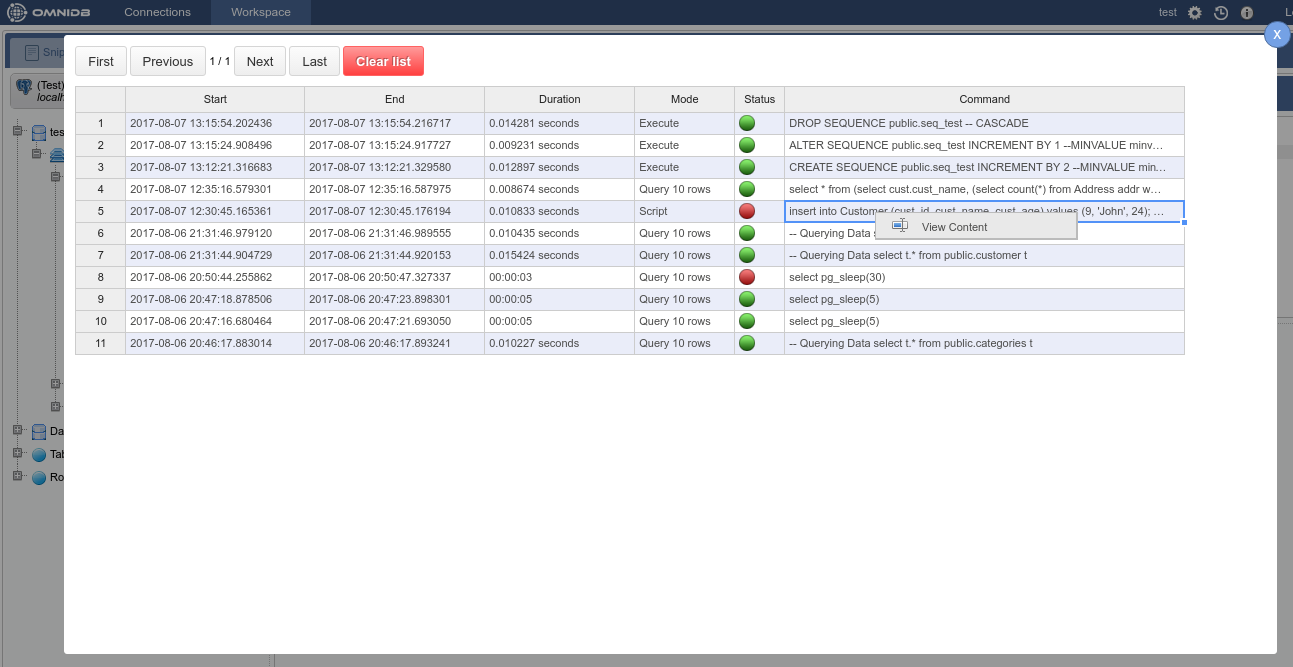 OMNIDB Connections Workspace test
X
Snip
First Previous 1 / 1 Next Last Clear list
(Test)
localh
Start End Duration Mode Status Command
1 2017-08-07 13:15:54.202436 2017-08-07 13:15:54.216717 0.014281 seconds Execute DROP SEQUENCE public.seq_test -- CASCADE
2 2017-08-07 13:15:24.908496 2017-08-07 13:15:24.917727 0.009231 seconds Execute ALTER SEQUENCE public.seq_test INCREMENT BY 1 --MINVALUE minv…
3 2017-08-07 13:12:21.316683 2017-08-07 13:12:21.329580 0.012897 seconds Execute CREATE SEQUENCE public.seq_test INCREMENT BY 2 --MINVALUE min…
4 2017-08-07 12:35:16.579301 2017-08-07 12:35:16.587975 0.008674 seconds Query 10 rows select * from (select cust.cust_name, (select count(*) from Address addr w…
5 2017-08-07 12:30:45.165361 2017-08-07 12:30:45.176194 0.010833 seconds Script insert into Customer (cust_id, cust_name, cust_age) values (9, 'John', 24); …
View Content
6 2017-08-06 21:31:46.979120 2017-08-06 21:31:46.989555 0.010435 seconds Query 10 rows -- Querying Data s
7 2017-08-06 21:31:44.904729 2017-08-06 21:31:44.920153 0.015424 seconds Query 10 rows -- Querying Data select t.* from public.customer t
8 2017-08-06 20:50:44.255862 2017-08-06 20:50:47.327337 00:00:03 Query 10 rows select pg_sleep(30)
9 2017-08-06 20:47:18.878506 2017-08-06 20:47:23.898301 00:00:05 Query 10 rows select pg_sleep(5)
10 2017-08-06 20:47:16.680464 2017-08-06 20:47:21.693050 00:00:05 Query 10 rows select pg_sleep(5)
11 2017-08-06 20:46:17.883014 2017-08-06 20:46:17.893241 0.010227 seconds Query 10 rows -- Querying Data select t.* from public.categories t
tes
Da
Tab
Ro